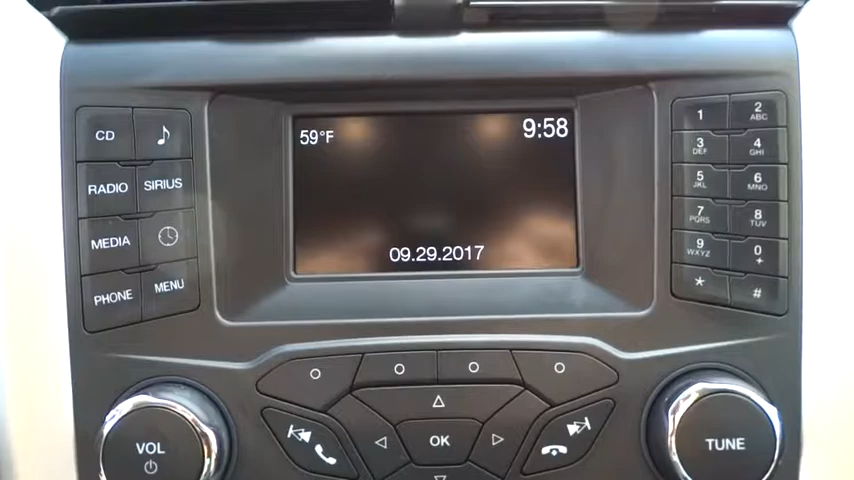 59°F
9:58
09.29.2017
CD
RADIO
SIRIUS
MEDIA
PHONE
MENU
1
2
ABC
3
DEF
4
GHI
5
JKL
6
MNO
7
PQRS
8
TUV
9
WXYZ
0
+
*
#
VOL
OK
TUNE